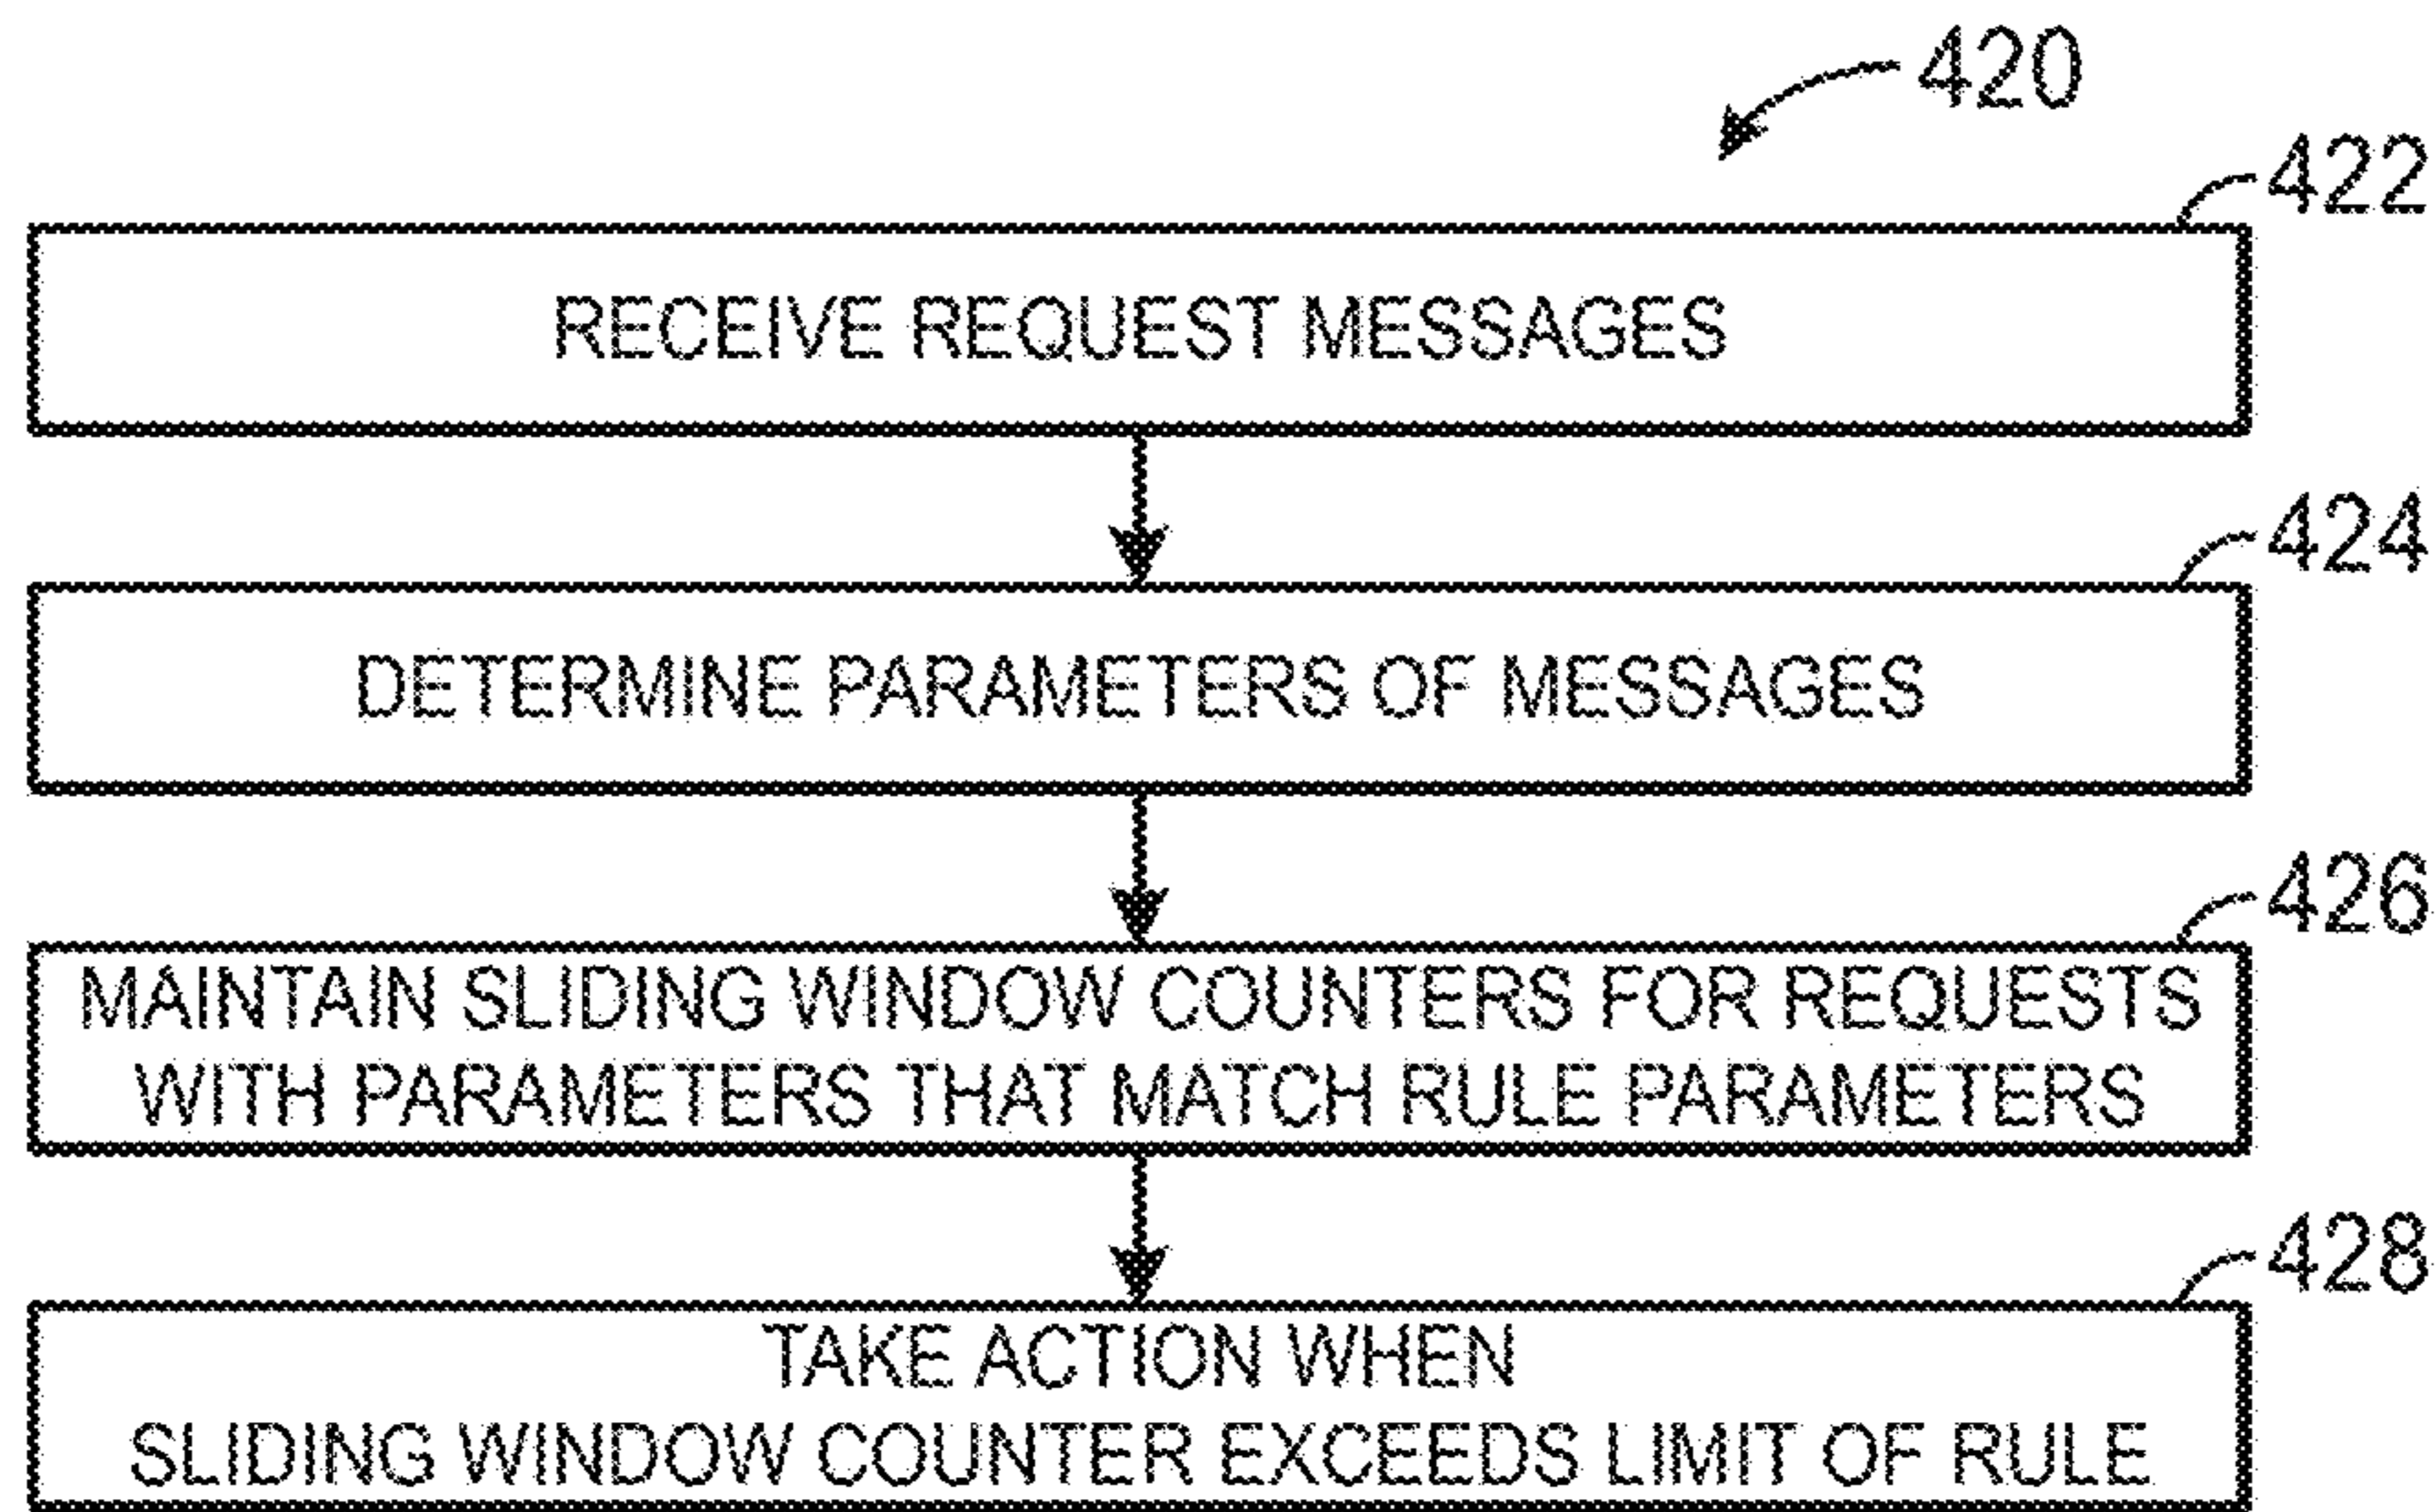 420
422
RECEIVE REQUEST MESSAGES
424
DETERMINE PARAMETERS OF MESSAGES
426
MAINTAIN SLIDING WINDOW COUNTERS FOR REQUESTS
WITH PARAMETERS THAT MATCH RULE PARAMETERS
428
TAKE ACTION WHEN
SLIDING WINDOW COUNTER EXCEEDS LIMIT OF RULE